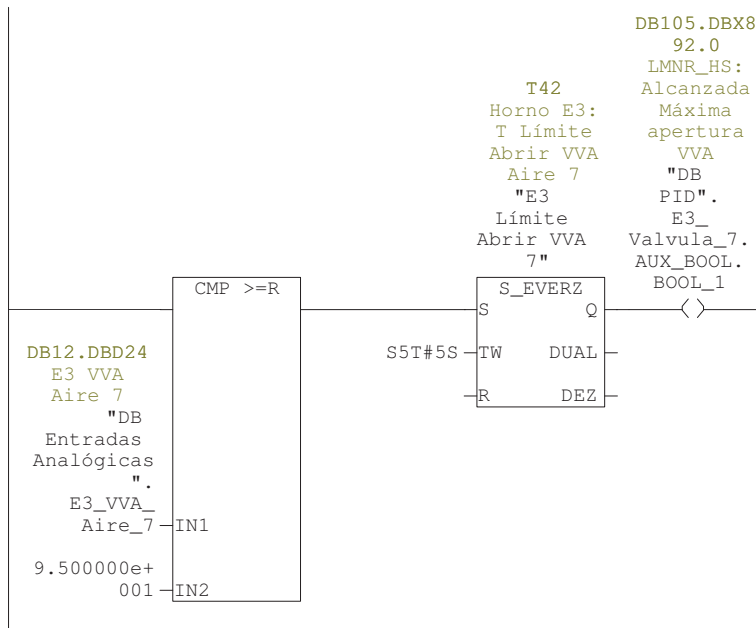 DB105.DBX8
92.0
LMNR_HS:
Alcanzada
Máxima
apertura
VVA
"DB
PID".
E3_
Valvula_7.
AUX_BOOL.
BOOL_1
T42
Horno E3:
T Límite
Abrir VVA
Aire 7
"E3
Límite
Abrir VVA
7"
CMP >=R
S_EVERZ
S Q
S5T#5S TW DUAL
R DEZ
DB12.DBD24
E3 VVA
Aire 7
"DB
Entradas
Analógicas
".
E3_VVA_
Aire_7 IN1
9.500000e+
001 IN2